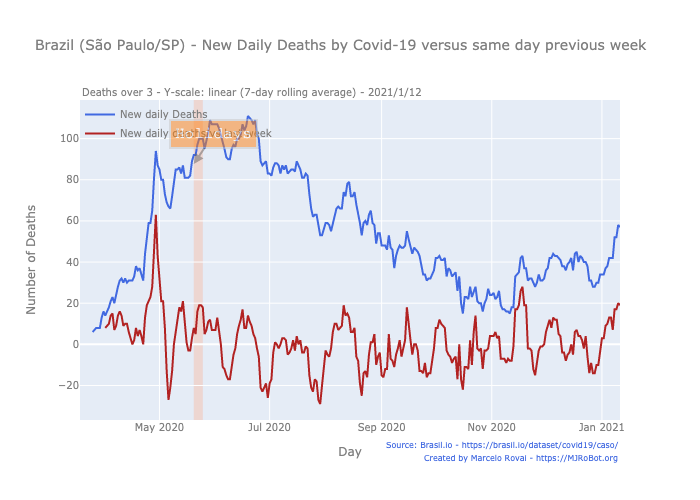 Brazil (São Paulo/SP) - New Daily Deaths by Covid-19 versus same day previous week
Deaths over 3 - Y-scale: linear (7-day rolling average) - 2021/1/12
New daily Deaths
New daily week
100
80
60
40
20
0
−20
Number of Deaths
May 2020
Jul 2020
Sep 2020
Nov 2020
Jan 2021
Day
Source: Brasil.io - https://brasil.io/dataset/covid19/caso/
Created by Marcelo Rovai - https://MJRoBot.org